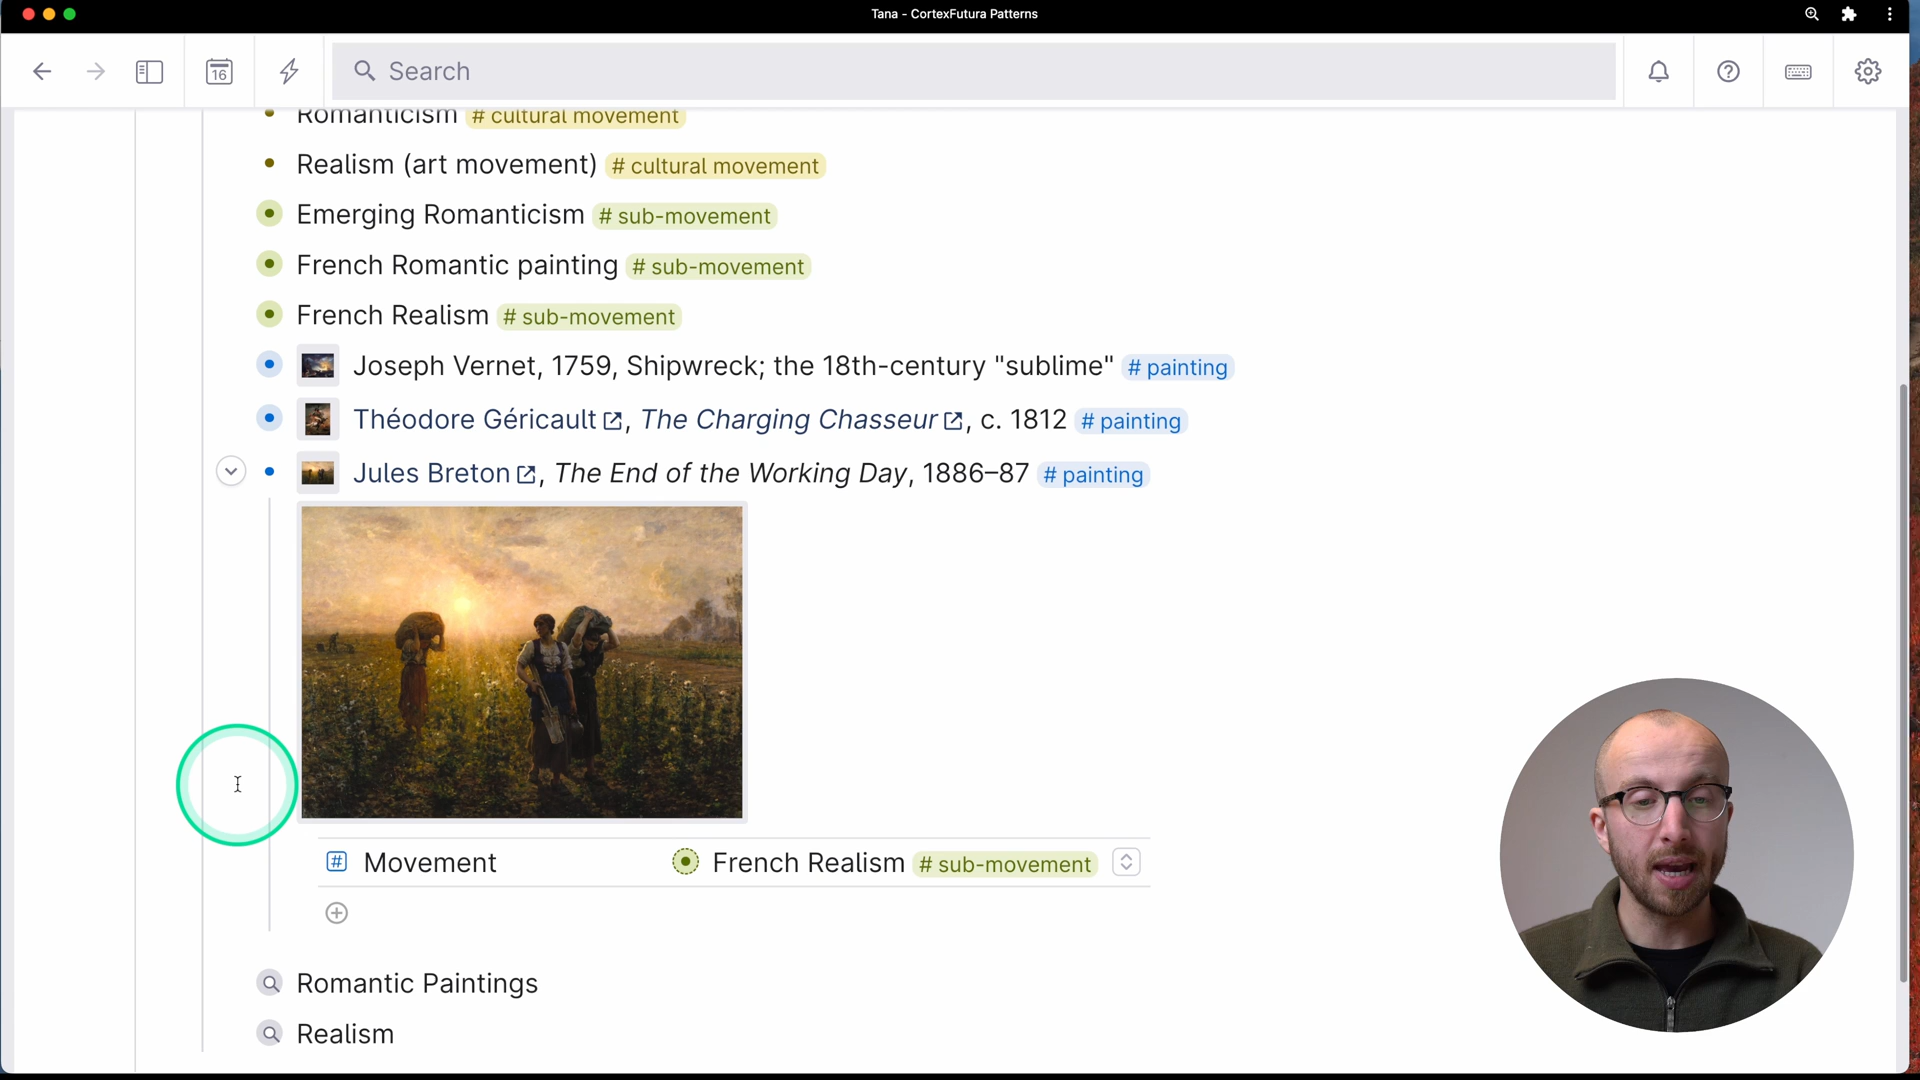 Tana - CortexFutura Patterns
16
Search
Romanticism # cultural movement
Realism (art movement) # cultural movement
Emerging Romanticism # sub-movement
French Romantic painting # sub-movement
French Realism # sub-movement
Joseph Vernet, 1759, Shipwreck; the 18th-century "sublime" # painting
Théodore Géricault, The Charging Chasseur, c. 1812 # painting
Jules Breton, The End of the Working Day, 1886–87 # painting
# Movement French Realism # sub-movement
Romantic Paintings
Realism